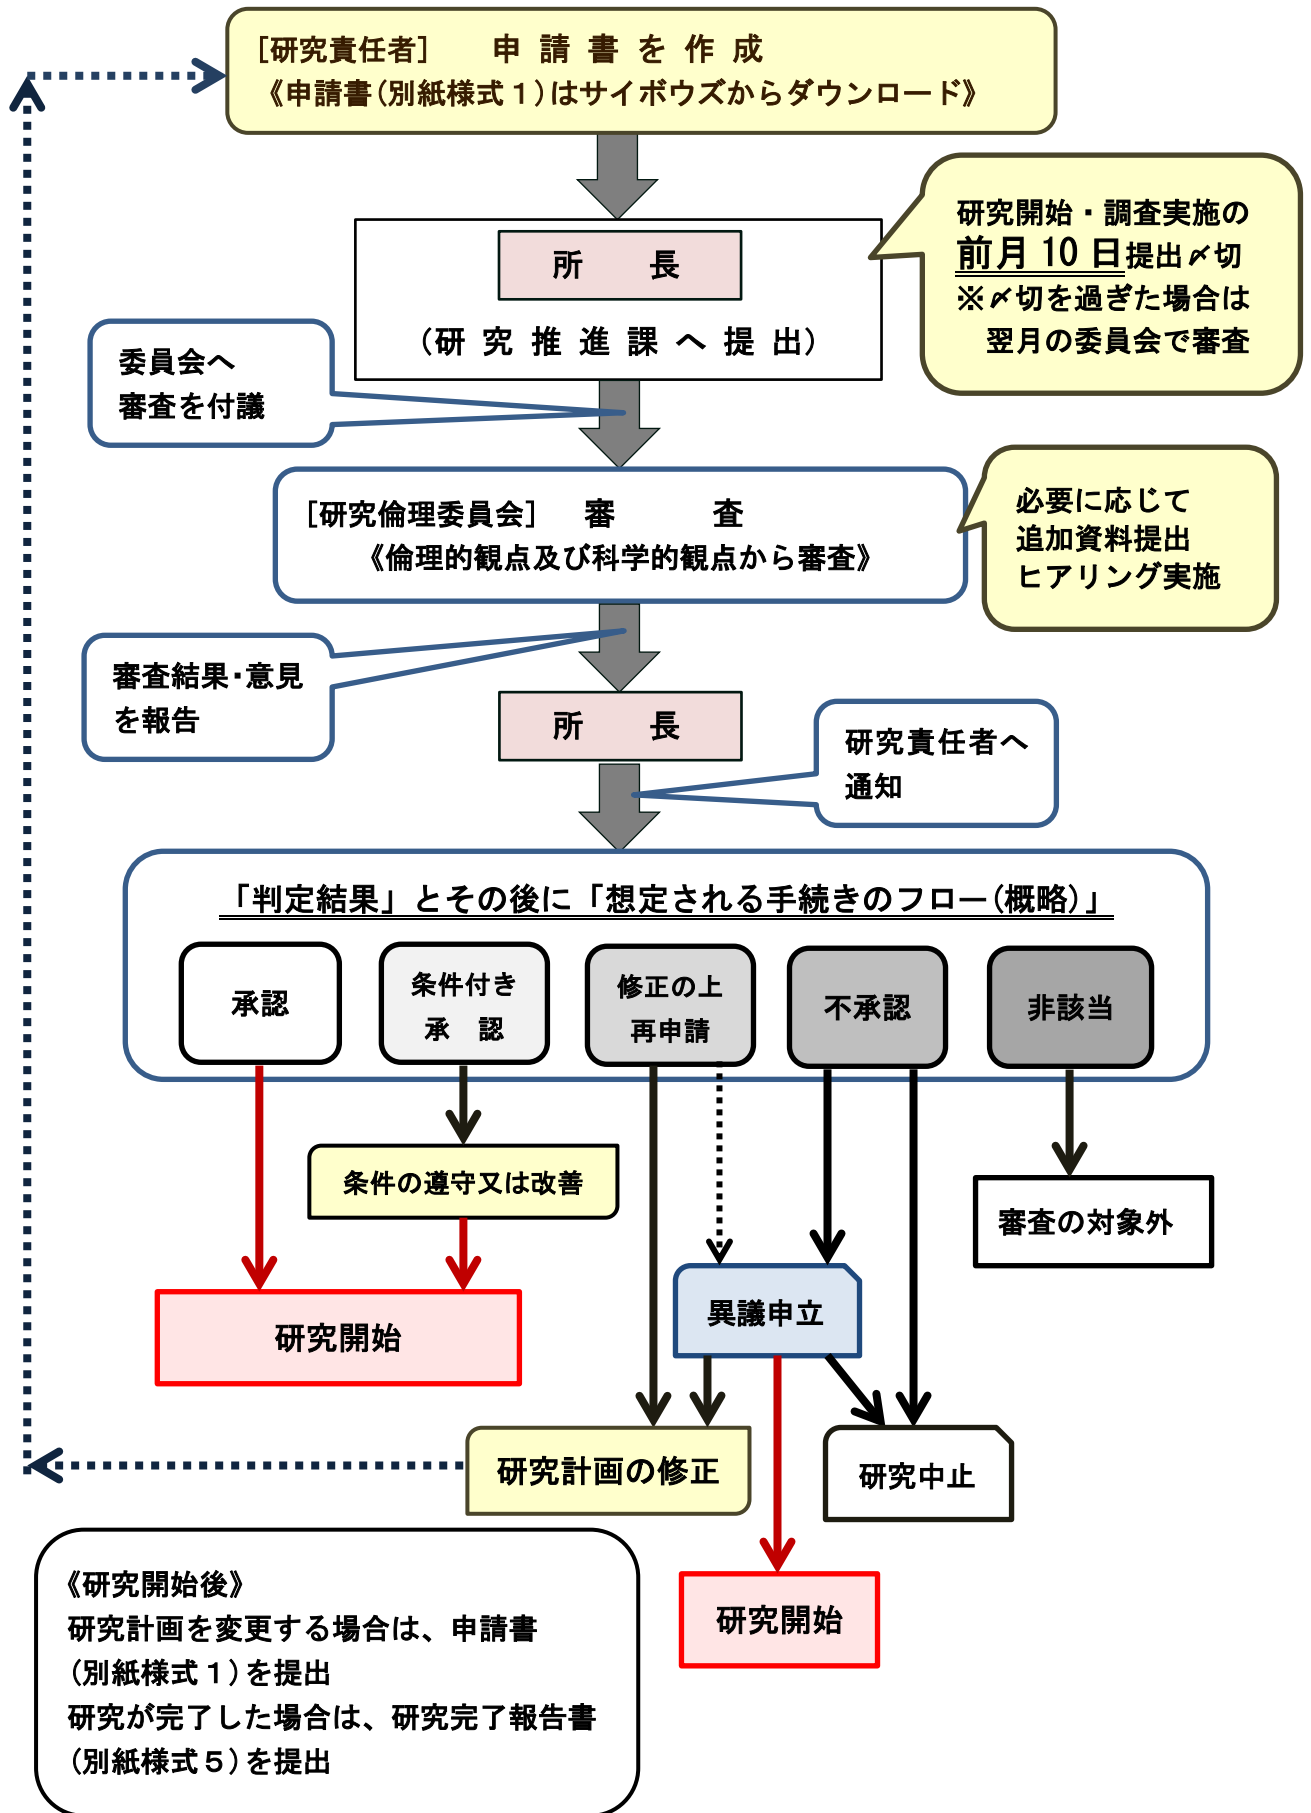 [研究責任者]　　申 請 書 を 作 成
《申請書(別紙様式１)はサイボウズからダウンロード》
研究開始・調査実施の
前月 10 日提出〆切
※〆切を過ぎた場合は
翌月の委員会で審査
所　　長
(研 究 推 進 課 へ 提 出)
委員会へ
審査を付議
[研究倫理委員会]　審　　　査
《倫理的観点及び科学的観点から審査》
必要に応じて
追加資料提出
ヒアリング実施
審査結果・意見
を報告
所　　長
研究責任者へ
通知
「判定結果」とその後に「想定される手続きのフロー(概略)」
承認
条件付き
承　認
修正の上
再申請
不承認
非該当
条件の遵守又は改善
審査の対象外
異議申立
研究開始
研究計画の修正
研究中止
研究開始
《研究開始後》
研究計画を変更する場合は、申請書
(別紙様式１)を提出
研究が完了した場合は、研究完了報告書
(別紙様式５)を提出